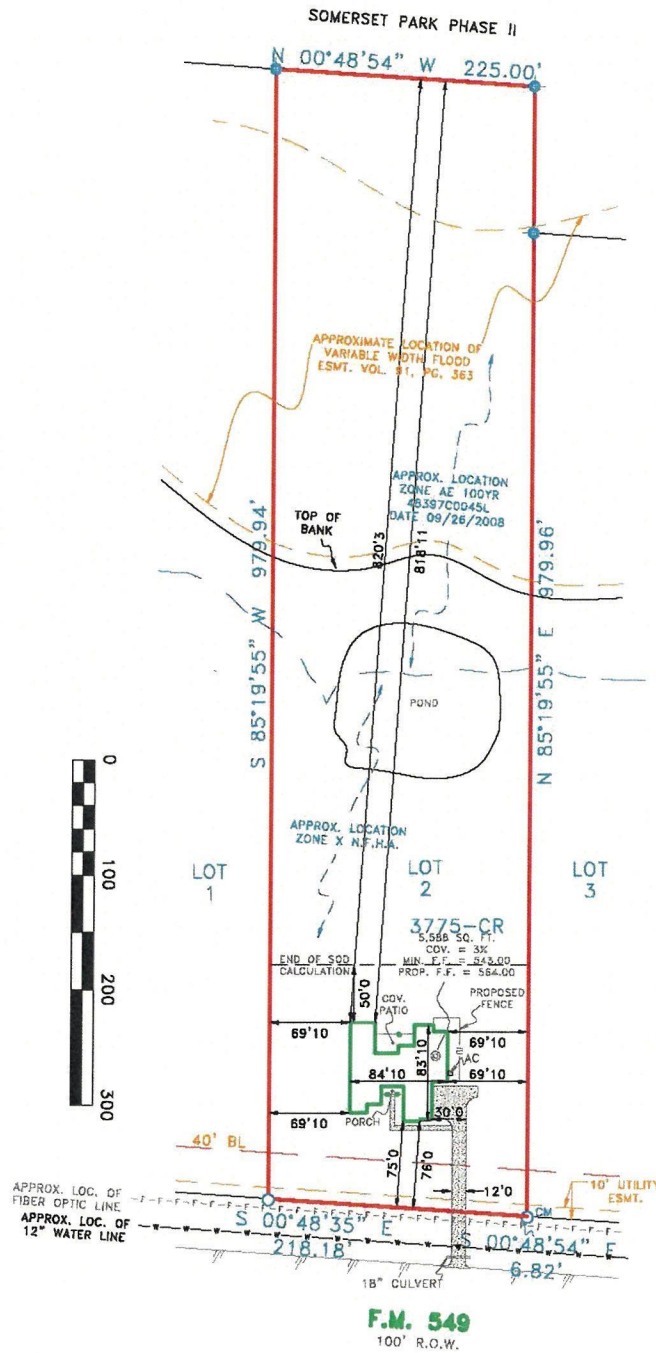 SOMERSET PARK PHASE II
N 00°48'54" W 225.00'
APPROXIMATE LOCATION OF
VARIABLE WIDTH FLOOD
ESMT. VOL. 91, PG. 363
APPROX. LOCATION
ZONE AE 100YR
48397C0045L
DATE 09/26/2008
TOP OF
BANK
820'3
818'11
S 85°19'55" W 979.94'
N 85°19'55" E 979.96'
POND
0
100
200
300
APPROX. LOCATION
ZONE X N.F.H.A.
LOT
1
LOT
2
LOT
3
3775-CR
5,588 SQ. FT.
COV. = 3%
MIN. F.F. = 543.00
PROP. F.F. = 564.00
END OF SOD
CALCULATION
50'0
COV.
PATIO
PROPOSED
FENCE
69'10
69'10
83'10
84'10
AC
69'10
69'10
PORCH
30'0
75'0
76'0
40' BL
12'0
10' UTILITY
ESMT.
APPROX. LOC. OF
FIBER OPTIC LINE
APPROX. LOC. OF
12" WATER LINE
CM
S 00°48'35" E
218.18'
S 00°48'54" E
6.82'
18" CULVERT
F.M. 549
100' R.O.W.